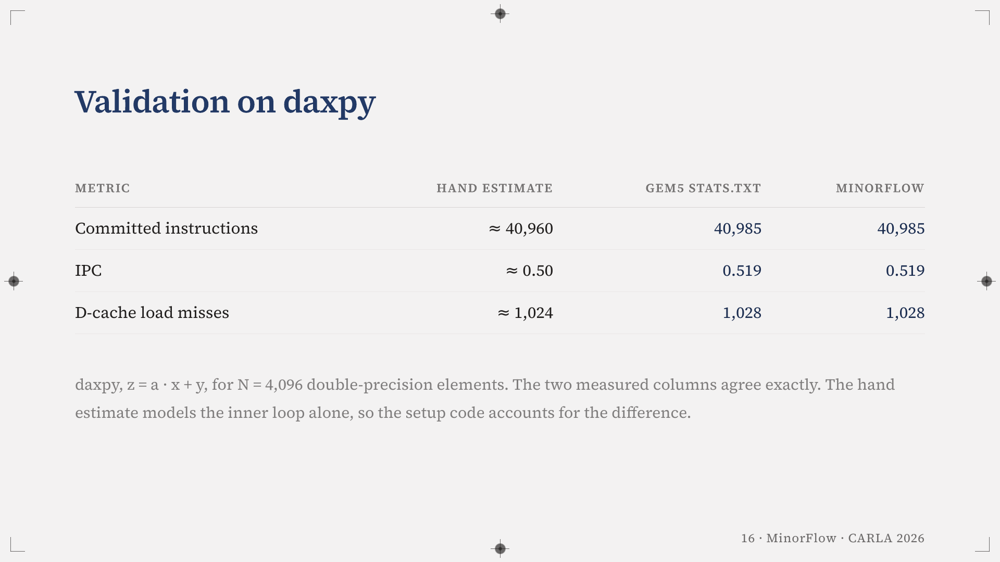 Validation on daxpy
METRIC HAND ESTIMATE GEM5 STATS.TXT MINORFLOW
Committed instructions ≈ 40,960 40,985 40,985
IPC ≈ 0.50 0.519 0.519
D-cache load misses ≈ 1,024 1,028 1,028
daxpy, z = a · x + y, for N = 4,096 double-precision elements. The two measured columns agree exactly. The hand
estimate models the inner loop alone, so the setup code accounts for the difference.
16 · MinorFlow · CARLA 2026